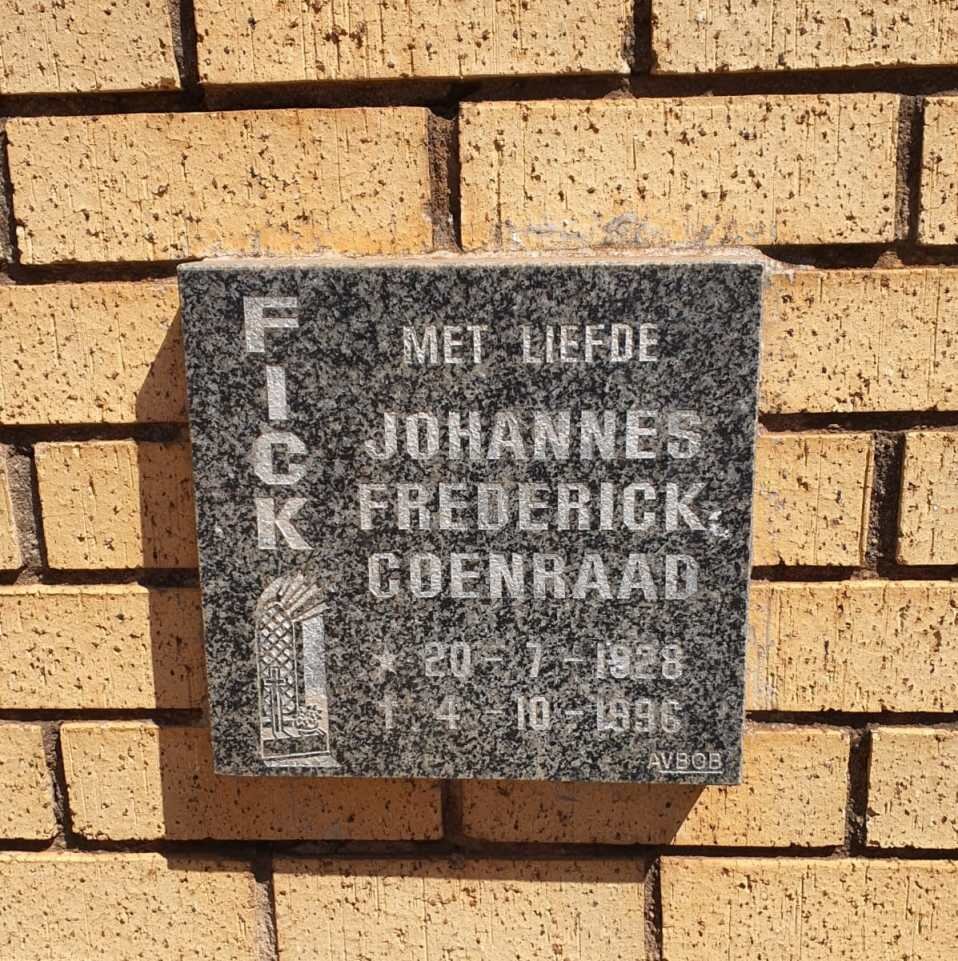 FICK
MET LIEFDE
JOHANNES
FREDERICK
COENRAAD
* 20 - 7 - 1928
† 4 - 10 - 1996
AVBOB